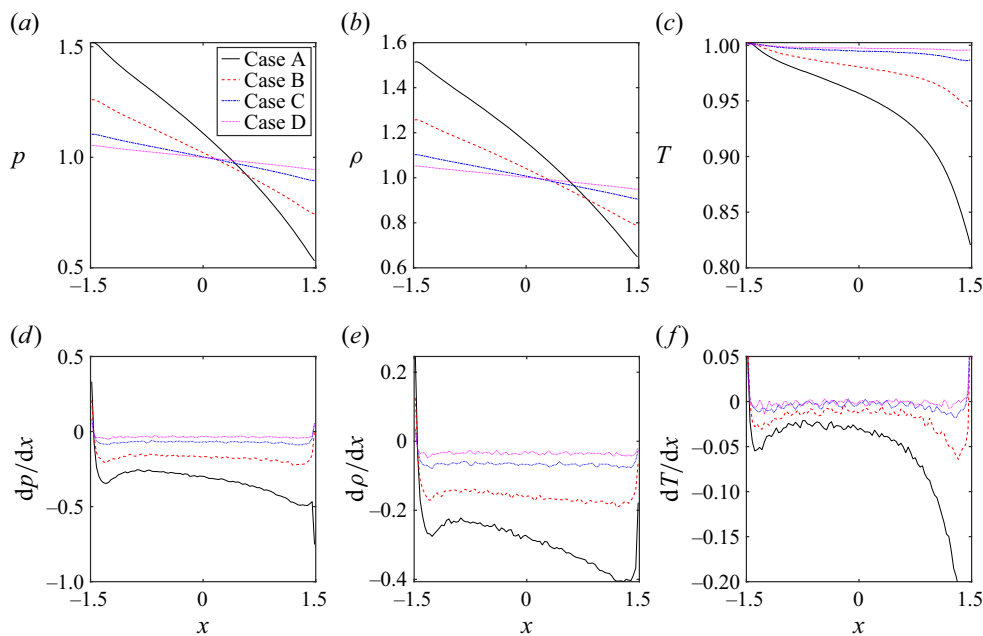 (a) (b) (c)
1.5 1.6 1.00
Case A
Case B 1.4 0.95
Case C
Case D 1.2
p 1.0 ρ T 0.90
1.0
0.85
0.8
0.5 0.6 0.80
–1.5 0 1.5 –1.5 0 1.5 –1.5 0 1.5
(d) (e) (f)
0.5 0.05
0.2
0 0 0
–0.05
dp/dx dρ/dx dT/dx
–0.5 –0.2 –0.10
–0.15
–1.0 –0.4 –0.20
–1.5 0 1.5 –1.5 0 1.5 –1.5 0 1.5
x x x